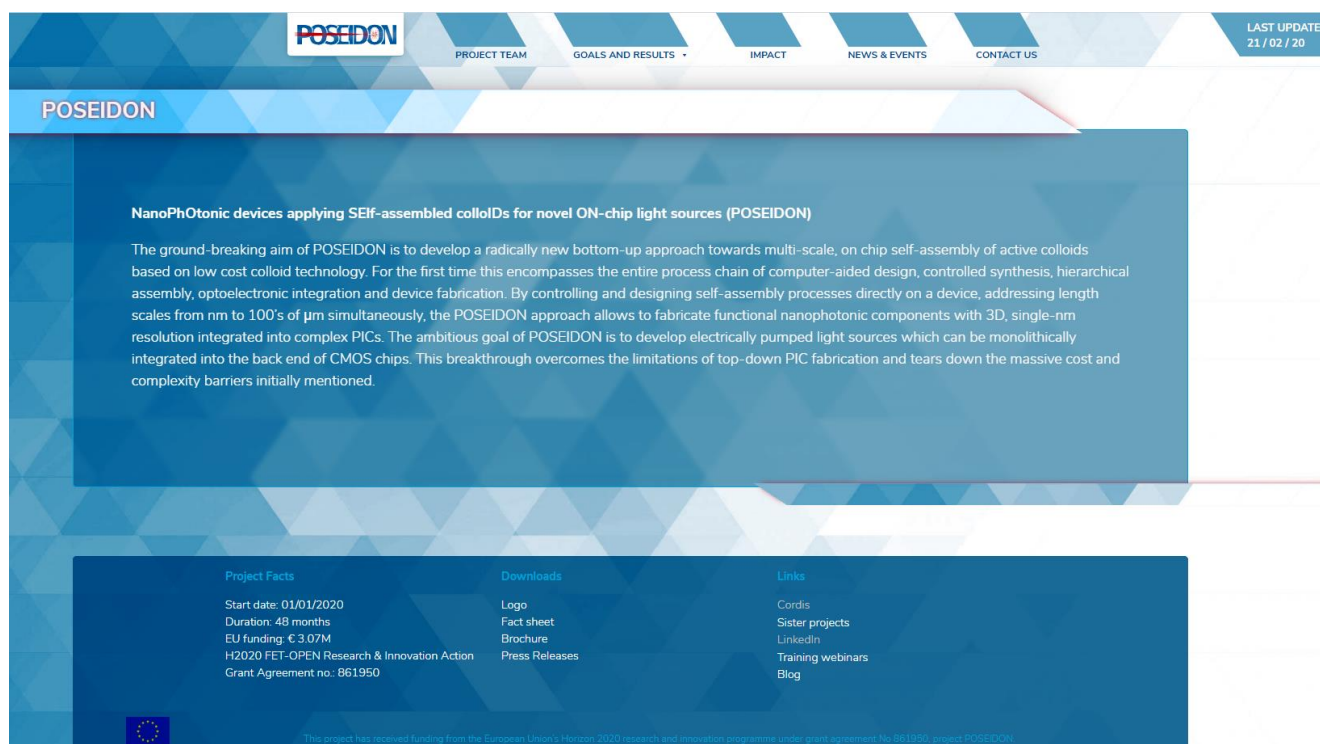 POSEIDON
PROJECT TEAM
GOALS AND RESULTS
IMPACT
NEWS & EVENTS
CONTACT US
LAST UPDATE
21 / 02 / 20
POSEIDON
NanoPhOtonic devices applying SElf-assembled colloIDs for novel ON-chip light sources (POSEIDON)
The ground-breaking aim of POSEIDON is to develop a radically new bottom-up approach towards multi-scale, on chip self-assembly of active colloids
based on low cost colloid technology. For the first time this encompasses the entire process chain of computer-aided design, controlled synthesis, hierarchical
assembly, optoelectronic integration and device fabrication. By controlling and designing self-assembly processes directly on a device, addressing length
scales from nm to 100's of μm simultaneously, the POSEIDON approach allows to fabricate functional nanophotonic components with 3D, single-nm
resolution integrated into complex PICs. The ambitious goal of POSEIDON is to develop electrically pumped light sources which can be monolithically
integrated into the back end of CMOS chips. This breakthrough overcomes the limitations of top-down PIC fabrication and tears down the massive cost and
complexity barriers initially mentioned.
Project Facts
Start date: 01/01/2020
Duration: 48 months
EU funding: € 3.07M
H2020 FET-OPEN Research & Innovation Action
Grant Agreement no.: 861950
Downloads
Logo
Fact sheet
Brochure
Press Releases
Links
Cordis
Sister projects
LinkedIn
Training webinars
Blog
This project has received funding from the European Union's Horizon 2020 research and innovation programme under grant agreement No 861950, project POSEIDON